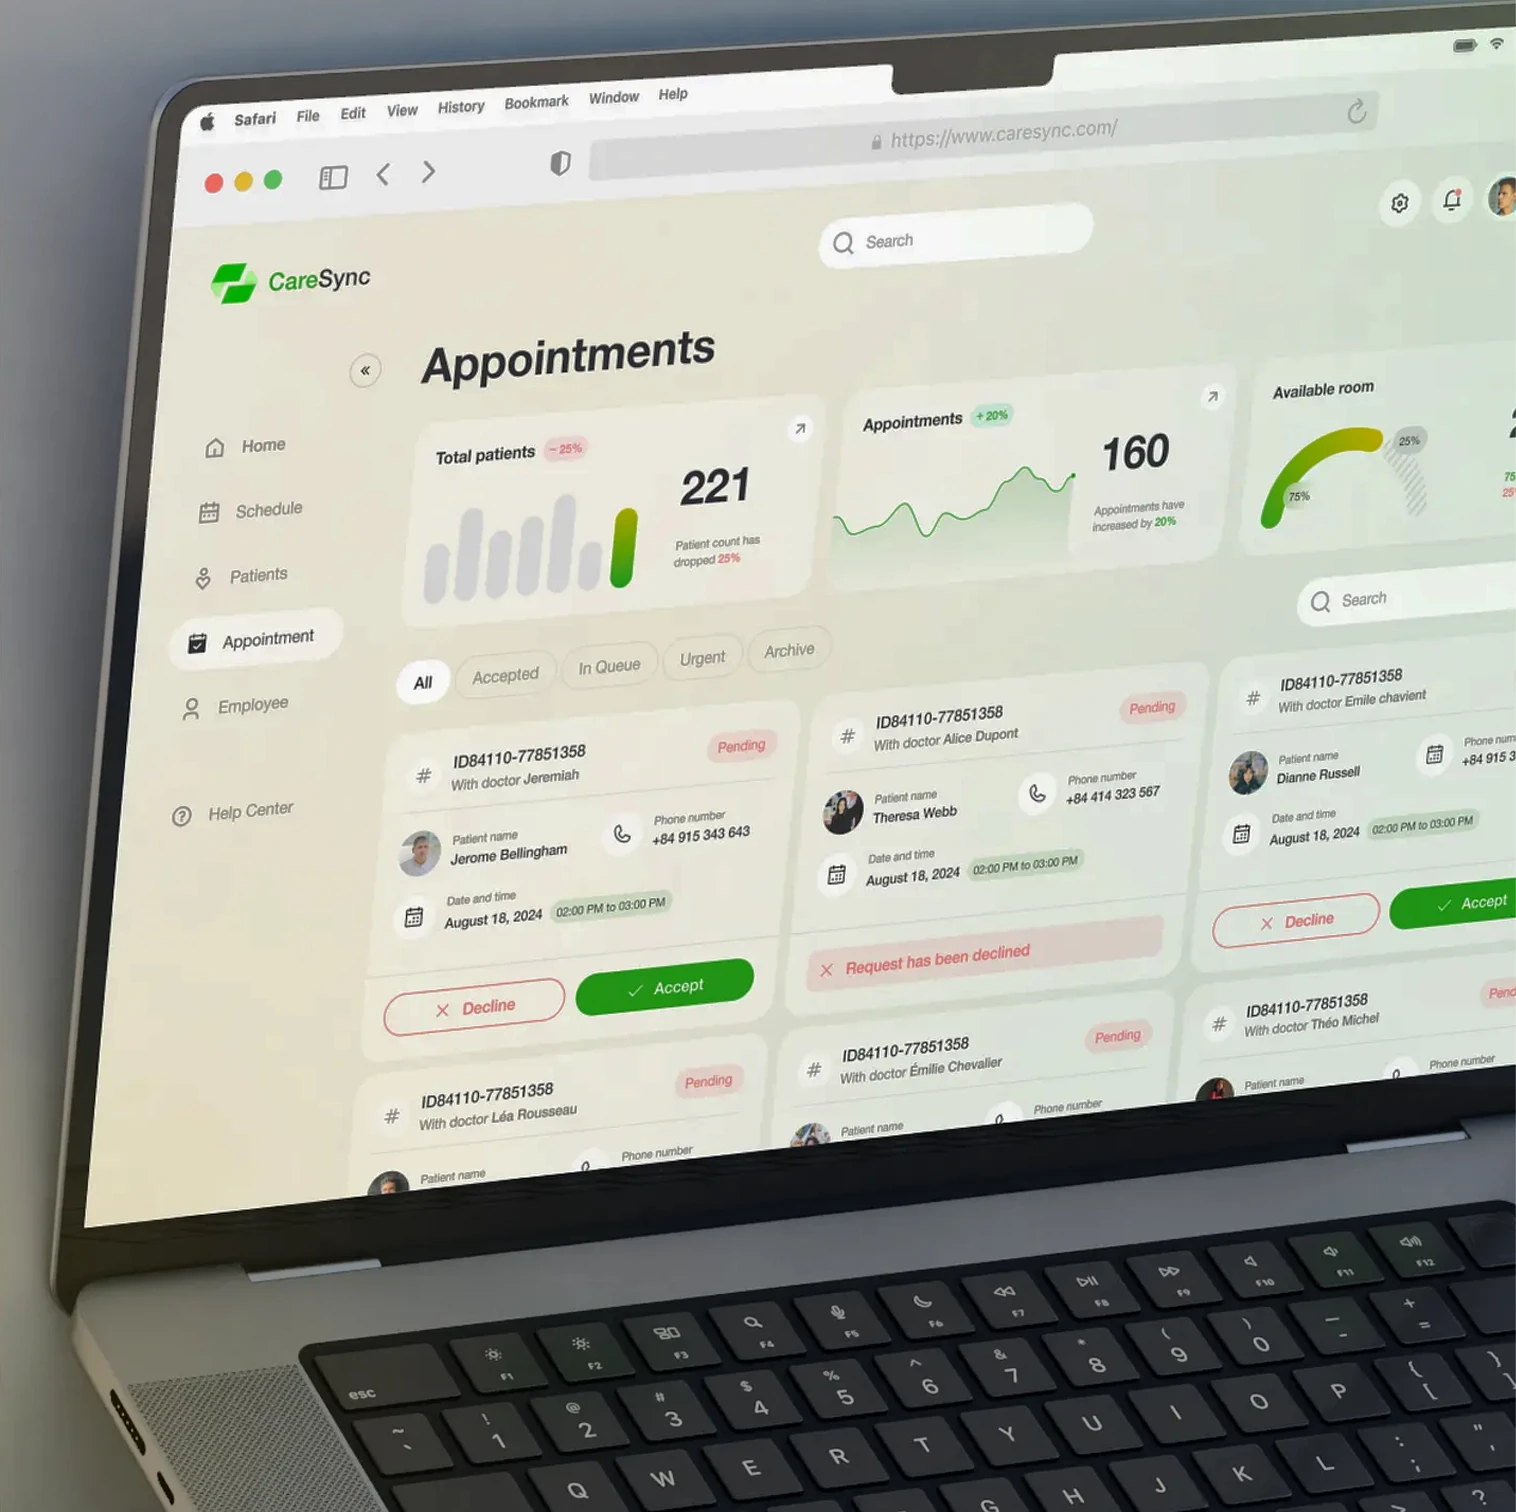 Safari File Edit View History Bookmark Window Help
https://www.caresync.com/
Search
CareSync
Appointments
Home
Schedule
Patients
Appointment
Employee
Help Center
Total patients
− 25%
221
Patient count has
dropped 25%
Appointments
+ 20%
160
Appointments have
increased by 20%
Available room
25%
75%
25
Search
All
Accepted
In Queue
Urgent
Archive
ID84110-77851358
With doctor Jeremiah
Pending
Patient name
Jerome Bellingham
Phone number
+84 915 343 643
Date and time
August 18, 2024
02:00 PM to 03:00 PM
Decline
Accept
ID84110-77851358
With doctor Alice Dupont
Pending
Patient name
Theresa Webb
Phone number
+84 414 323 567
Date and time
August 18, 2024
02:00 PM to 03:00 PM
Request has been declined
ID84110-77851358
With doctor Emile chavient
Patient name
Dianne Russell
Phone num
+84 915 3
Date and time
August 18, 2024
02:00 PM to 03:00 PM
Decline
Accept
ID84110-77851358
With doctor Léa Rousseau
Pending
Patient name
Phone number
ID84110-77851358
With doctor Émilie Chevalier
Pending
Patient name
Phone number
ID84110-77851358
With doctor Théo Michel
Pend
Patient name
Phone number
esc F1 F2 F3 F4 F5 F6 F7 F8 F9 F10 F11 F12
~ ` ! 1 @ 2 # 3 $ 4 % 5 ^ 6 & 7 * 8 ( 9 ) 0 — - + =
Q W E R T Y U I O P { [ } ]
G H J K L : ; " '
?